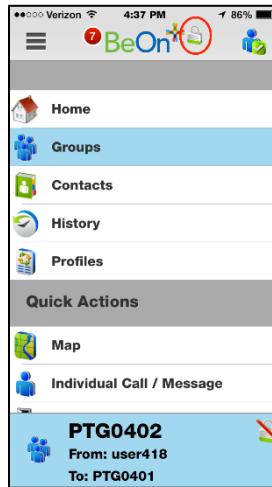 Verizon 4:37 PM 86%
7 BeOn
Home
Groups
Contacts
History
Profiles
Quick Actions
Map
Individual Call / Message
PTG0402
From: user418
To: PTG0401